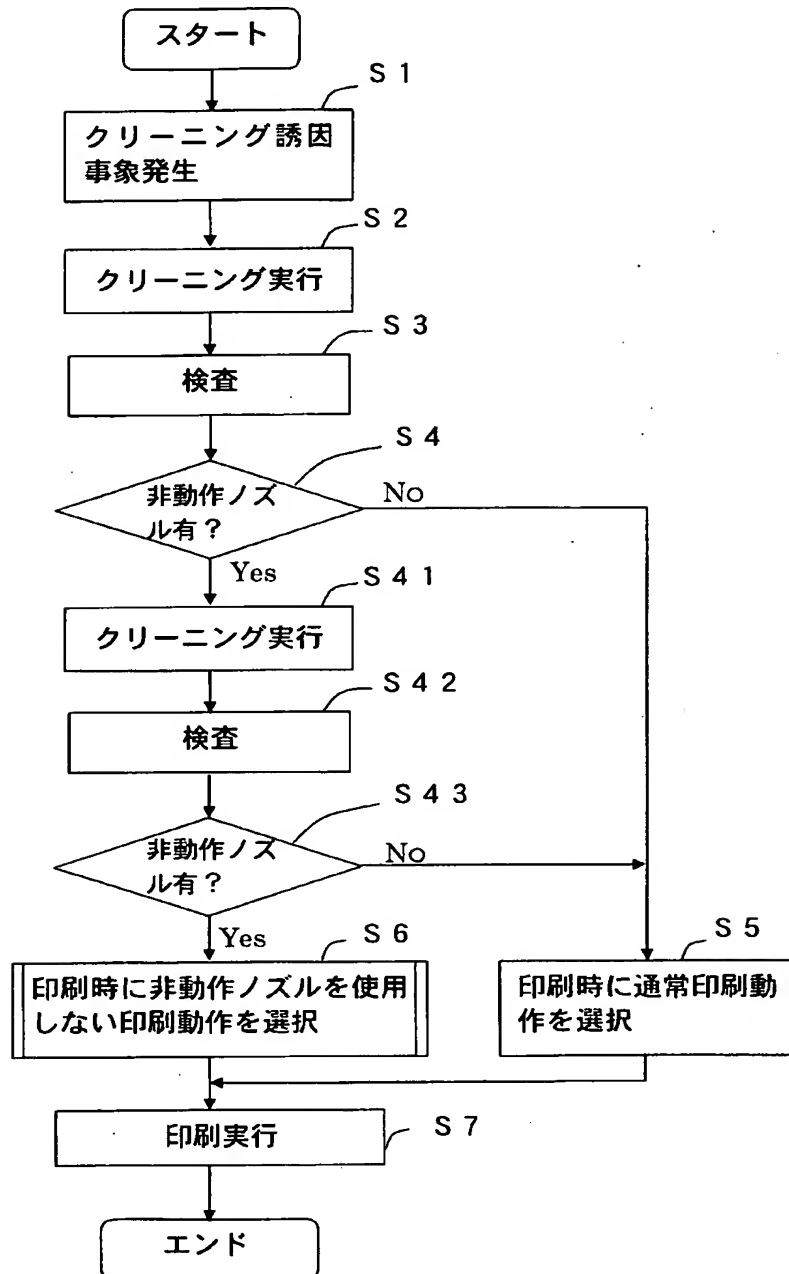 スタート
S 1
クリーニング誘因
事象発生
S 2
クリーニング実行
S 3
検査
S 4
非動作ノズ
ル有？
No
Yes
S 4 1
クリーニング実行
S 4 2
検査
S 4 3
非動作ノズ
ル有？
No
Yes
S 6
印刷時に非動作ノズルを使用
しない印刷動作を選択
S 5
印刷時に通常印刷動
作を選択
S 7
印刷実行
エンド